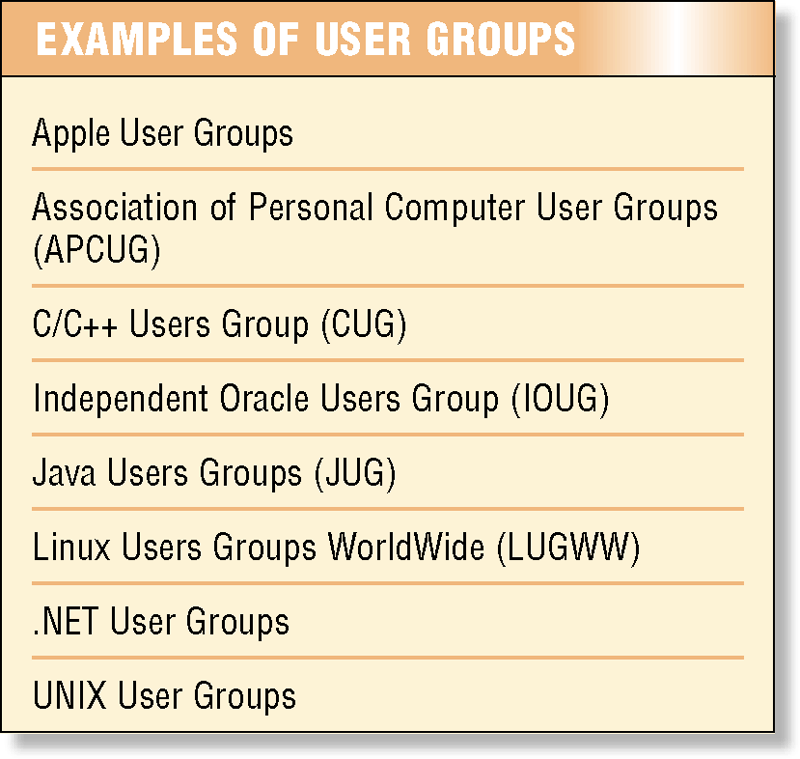 EXAMPLES OF USER GROUPS
Apple User Groups
Association of Personal Computer User Groups
(APCUG)
C/C++ Users Group (CUG)
Independent Oracle Users Group (IOUG)
Java Users Groups (JUG)
Linux Users Groups WorldWide (LUGWW)
.NET User Groups
UNIX User Groups